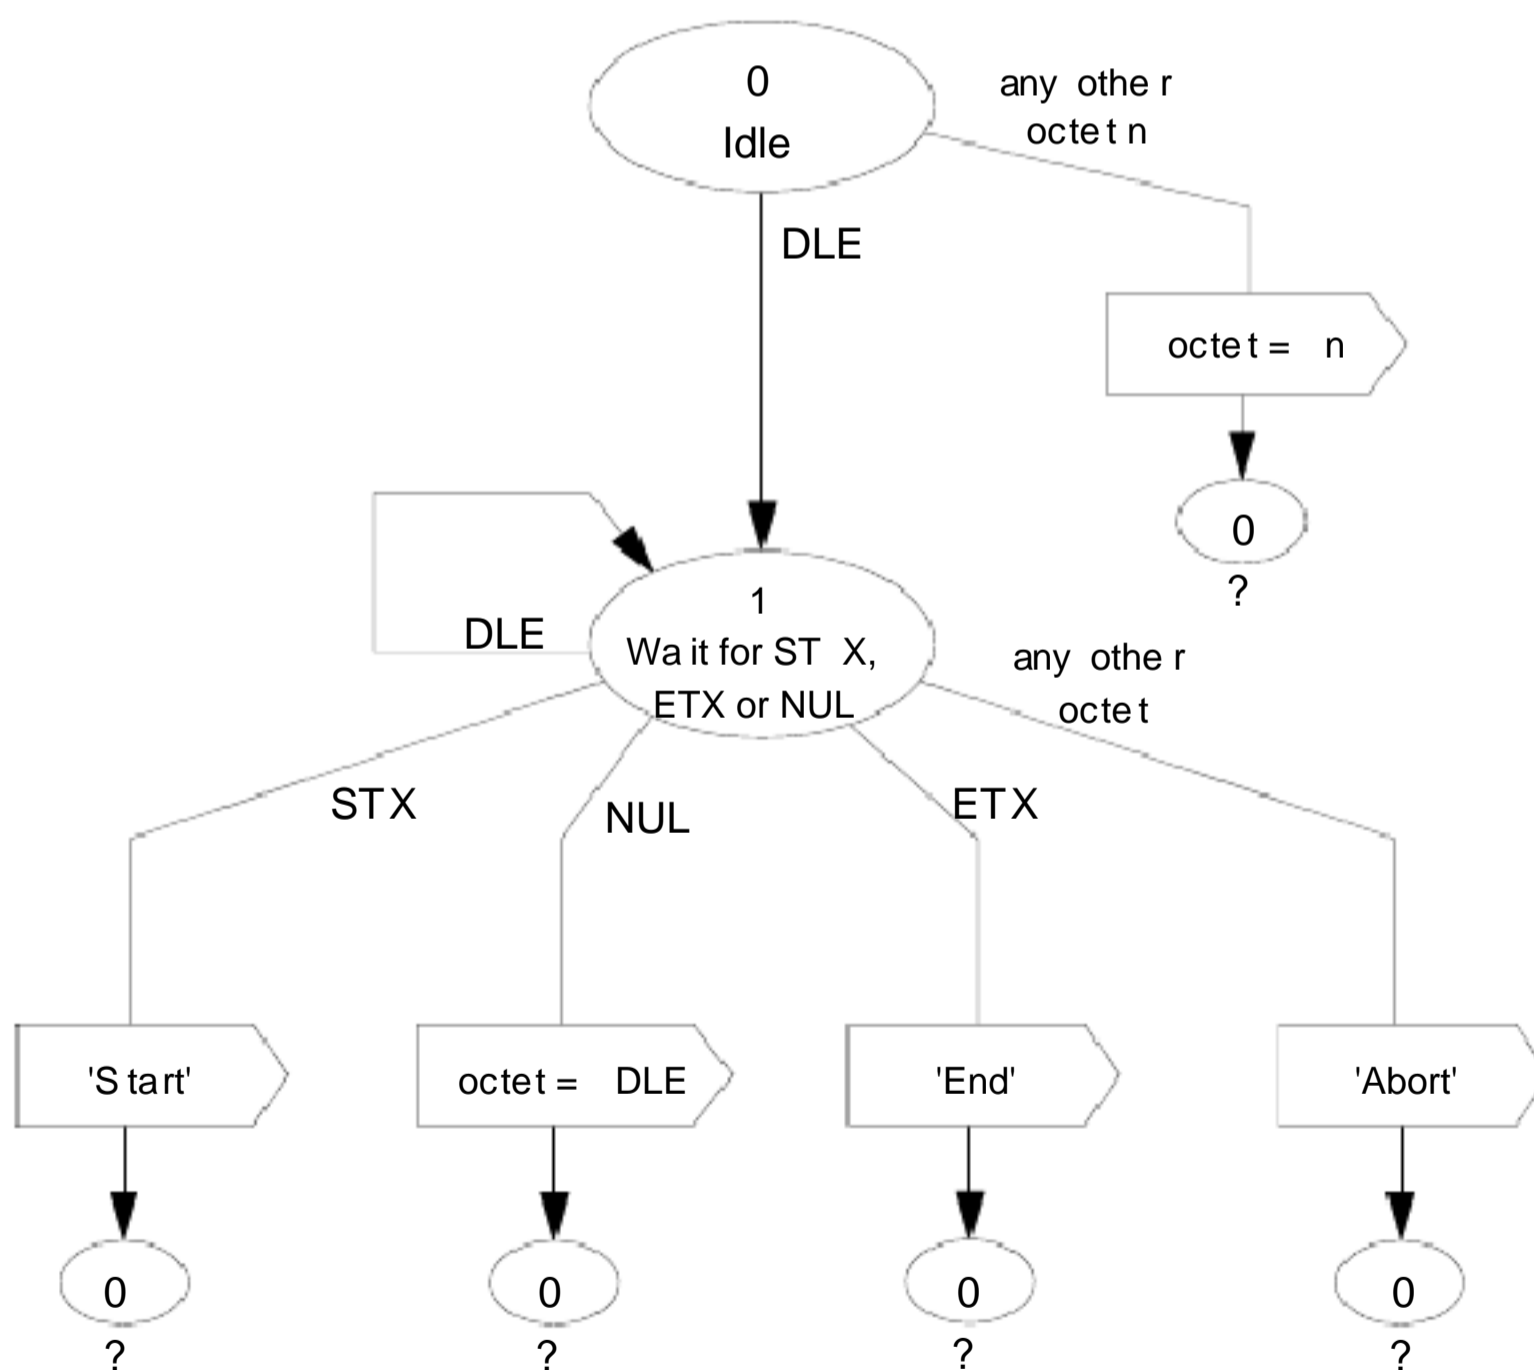 0
Idle
any other
octet n
DLE
octet = n
0
?
DLE
1
Wait for STX,
ETX or NUL
any other
octet
STX
NUL
ETX
'Start'
octet = DLE
'End'
'Abort'
0
?
0
?
0
?
0
?